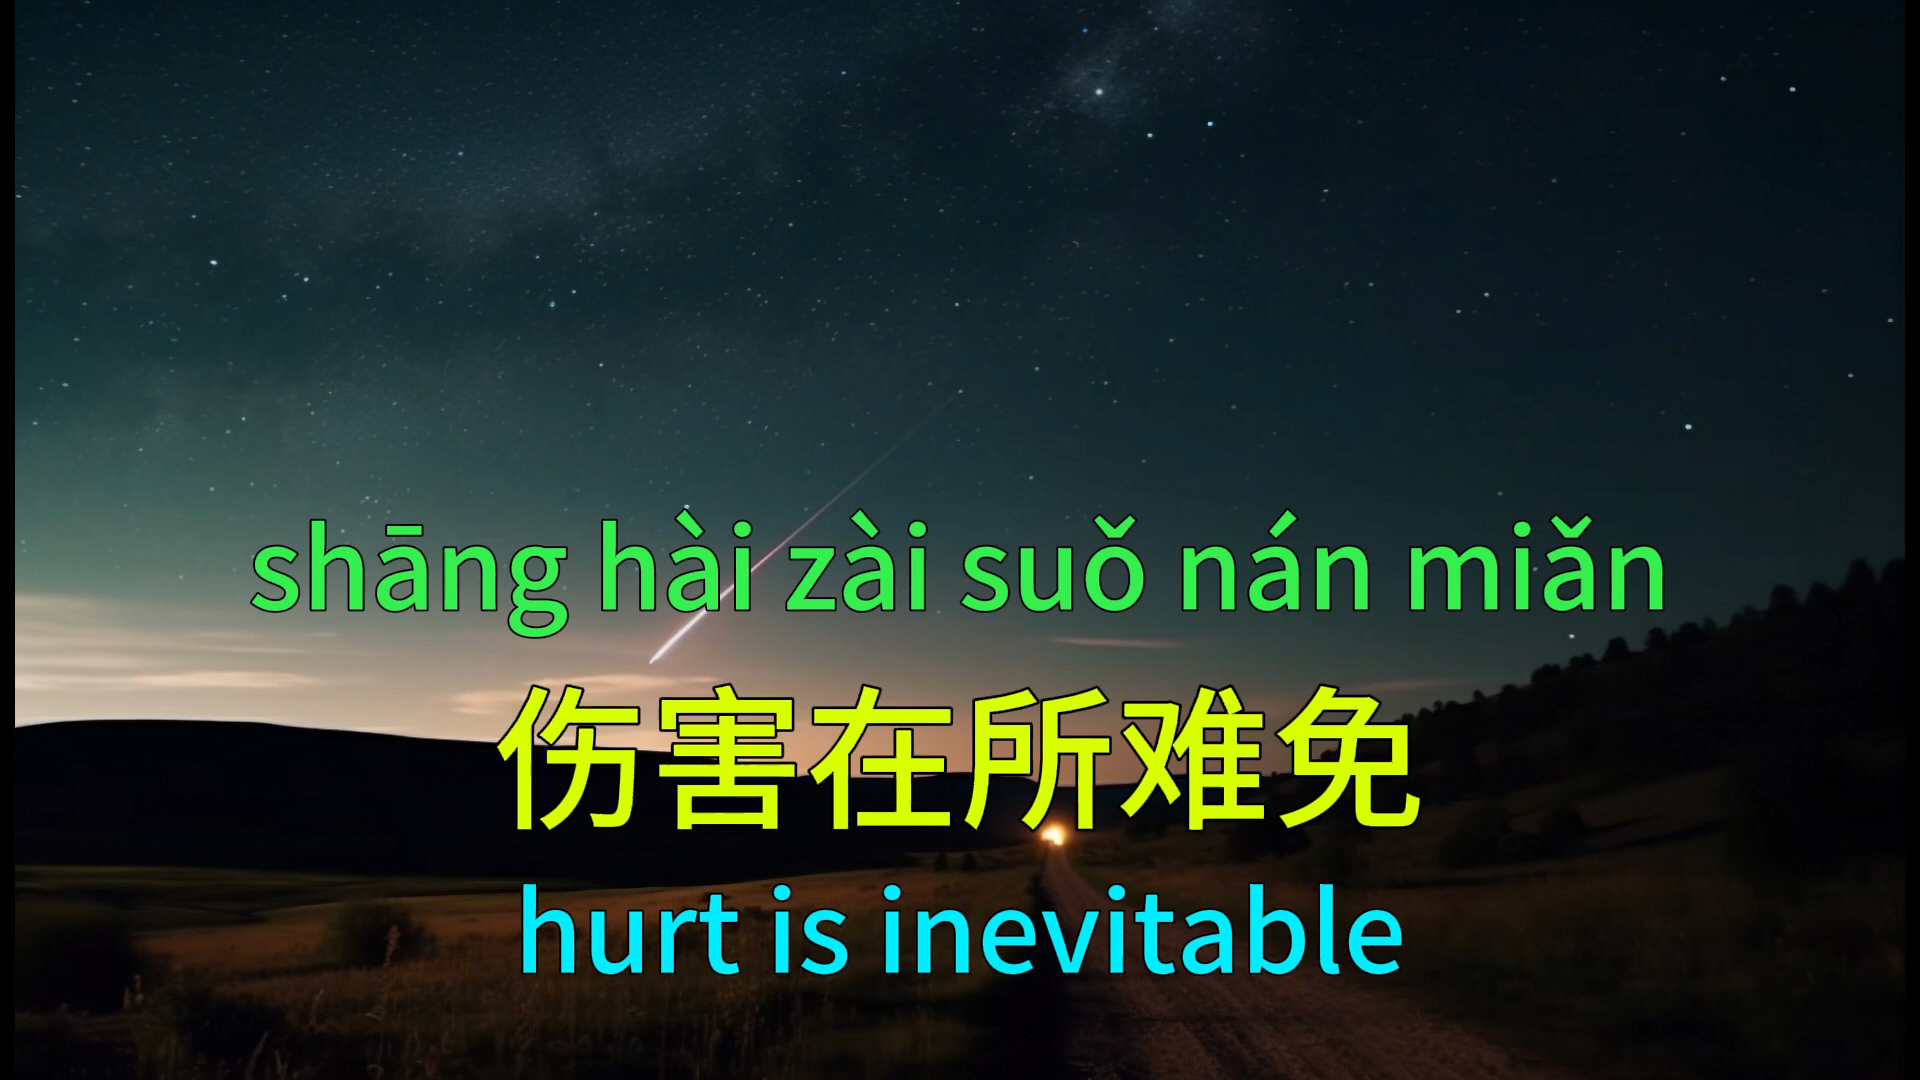 shāng hài zài suǒ nán miǎn
伤害在所难免
hurt is inevitable